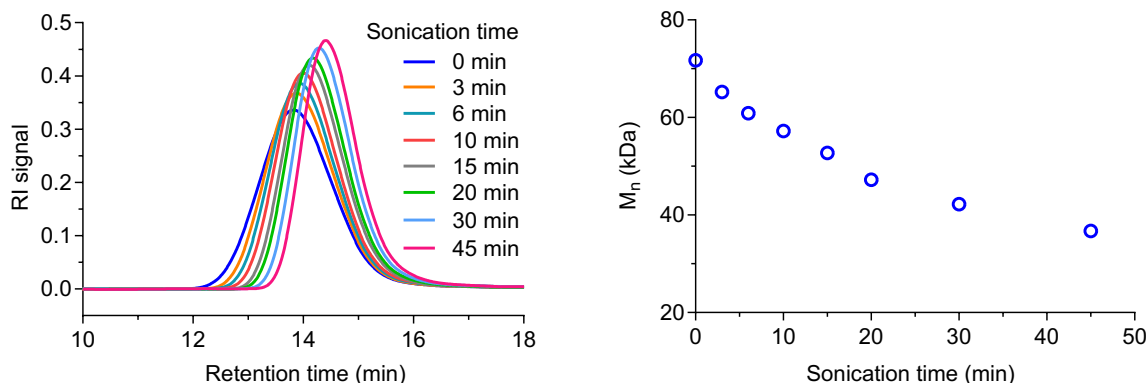 0.5
0.4
0.3
0.2
0.1
0.0
RI signal
10
12
14
16
18
Retention time (min)
Sonication time
0 min
3 min
6 min
10 min
15 min
20 min
30 min
45 min
80
60
40
20
Mn (kDa)
0
10
20
30
40
50
Sonication time (min)